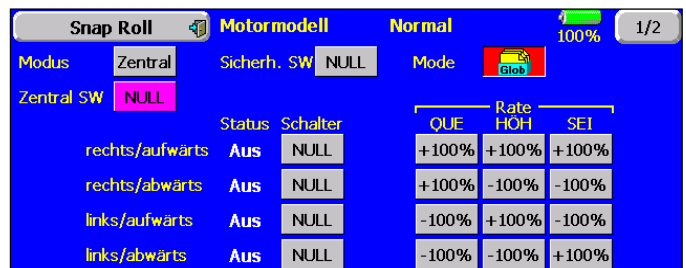 Snap Roll Motormodell Normal 100% 1/2
Modus Zentral Sicherh. SW NULL Mode Glob
Zentral SW NULL
Rate
Status Schalter QUE HÖH SEI
rechts/aufwärts Aus NULL +100% +100% +100%
rechts/abwärts Aus NULL +100% -100% -100%
links/aufwärts Aus NULL -100% +100% -100%
links/abwärts Aus NULL -100% -100% +100%